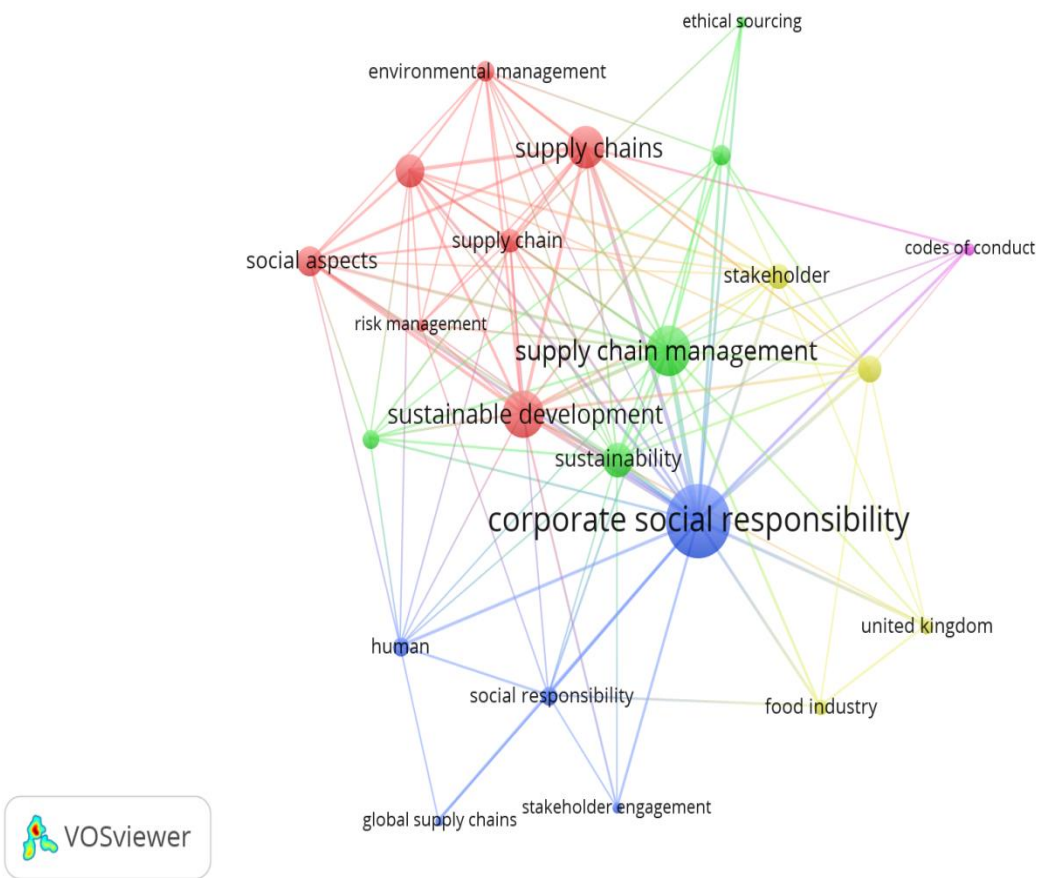 ethical sourcing
environmental management
supply chains
supply chain
codes of conduct
social aspects
stakeholder
risk management
supply chain management
sustainable development
sustainability
corporate social responsibility
united kingdom
human
social responsibility
food industry
stakeholder engagement
global supply chains
VOSviewer